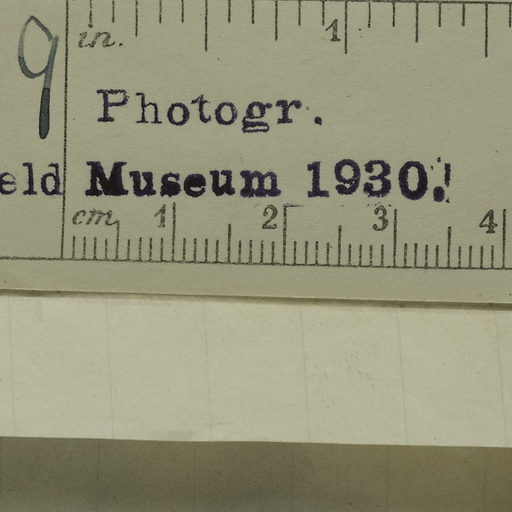 9
in. 1
Photogr.
eld Museum 1930.
cm 1 2 3 4